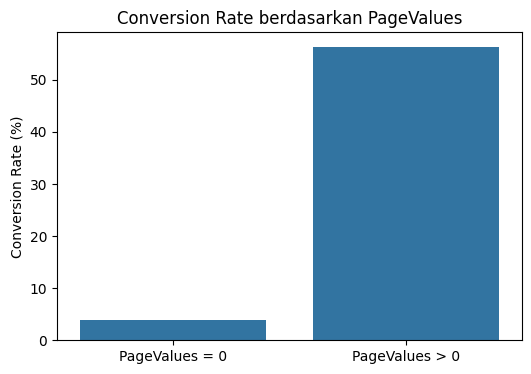 Conversion Rate berdasarkan PageValues
Conversion Rate (%)
50
40
30
20
10
0
PageValues = 0
PageValues > 0